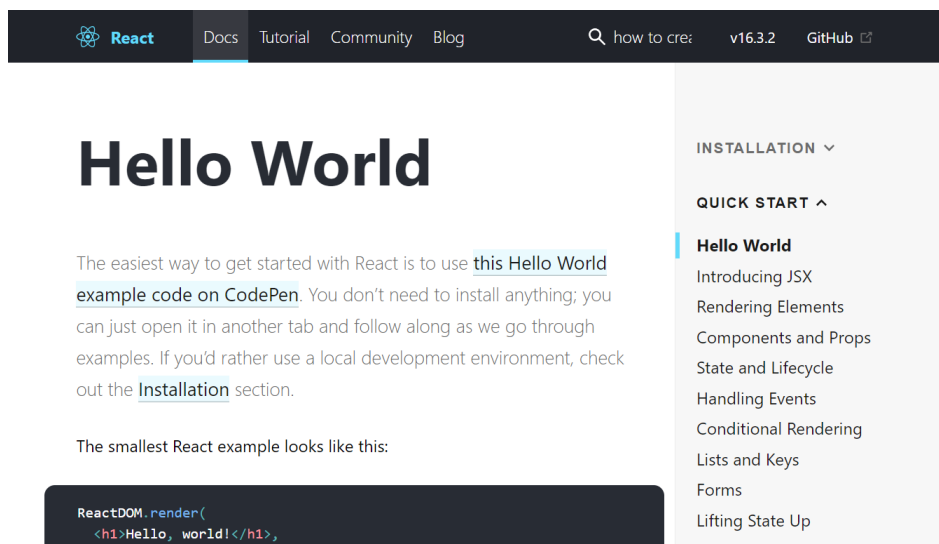 React Docs Tutorial Community Blog how to crea v16.3.2 GitHub
Hello World
The easiest way to get started with React is to use this Hello World
example code on CodePen. You don’t need to install anything; you
can just open it in another tab and follow along as we go through
examples. If you’d rather use a local development environment, check
out the Installation section.
The smallest React example looks like this:
ReactDOM.render(
<h1>Hello, world!</h1>,
INSTALLATION
QUICK START
Hello World
Introducing JSX
Rendering Elements
Components and Props
State and Lifecycle
Handling Events
Conditional Rendering
Lists and Keys
Forms
Lifting State Up